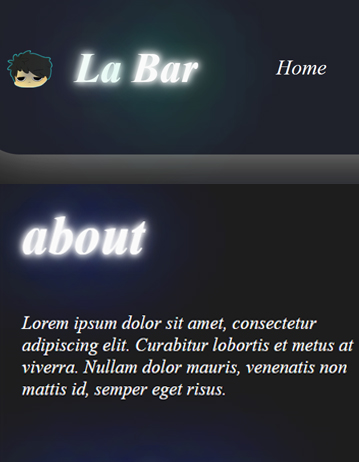 La Bar
Home
about
Lorem ipsum dolor sit amet, consectetur
adipiscing elit. Curabitur lobortis et metus at
viverra. Nullam dolor mauris, venenatis non
mattis id, semper eget risus.